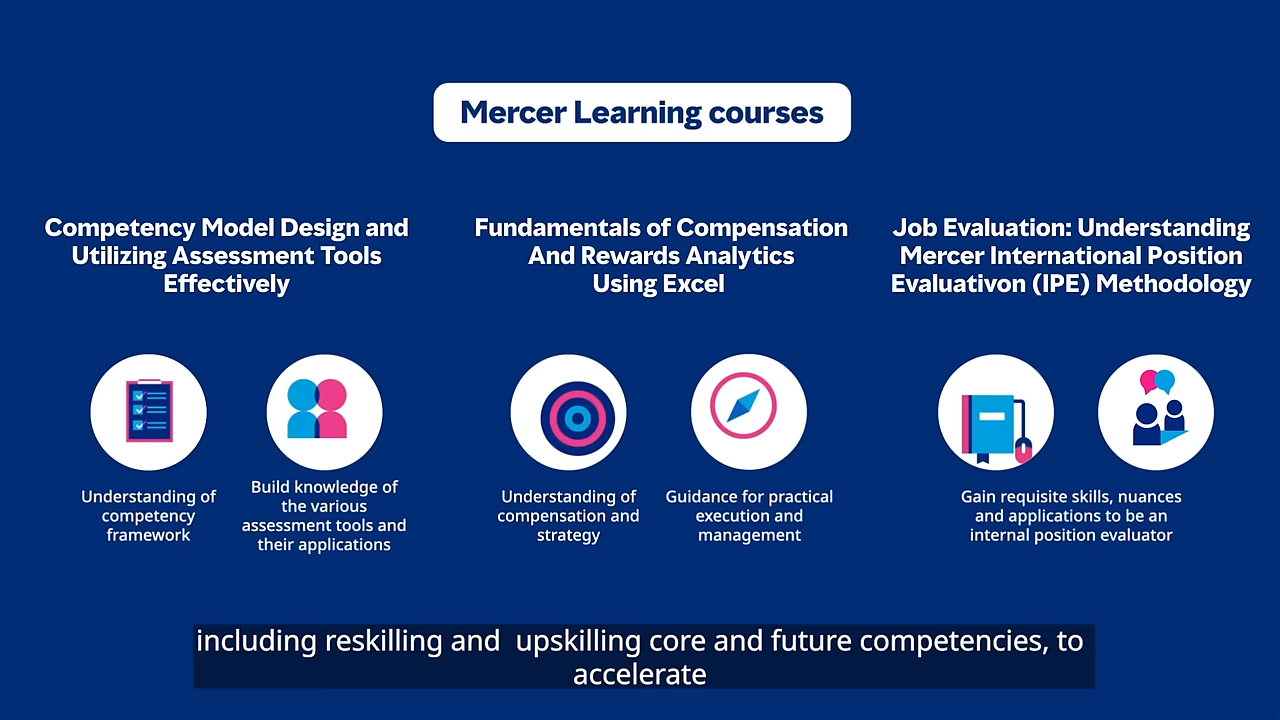 Mercer Learning courses
Competency Model Design and
Utilizing Assessment Tools
Effectively
Fundamentals of Compensation
And Rewards Analytics
Using Excel
Job Evaluation: Understanding
Mercer International Position
Evaluativon (IPE) Methodology
Understanding of
competency
framework
Build knowledge of
the various
assessment tools and
their applications
Understanding of
compensation and
strategy
Guidance for practical
execution and
management
Gain requisite skills, nuances
and applications to be an
internal position evaluator
including reskilling and  upskilling core and future competencies, to
accelerate